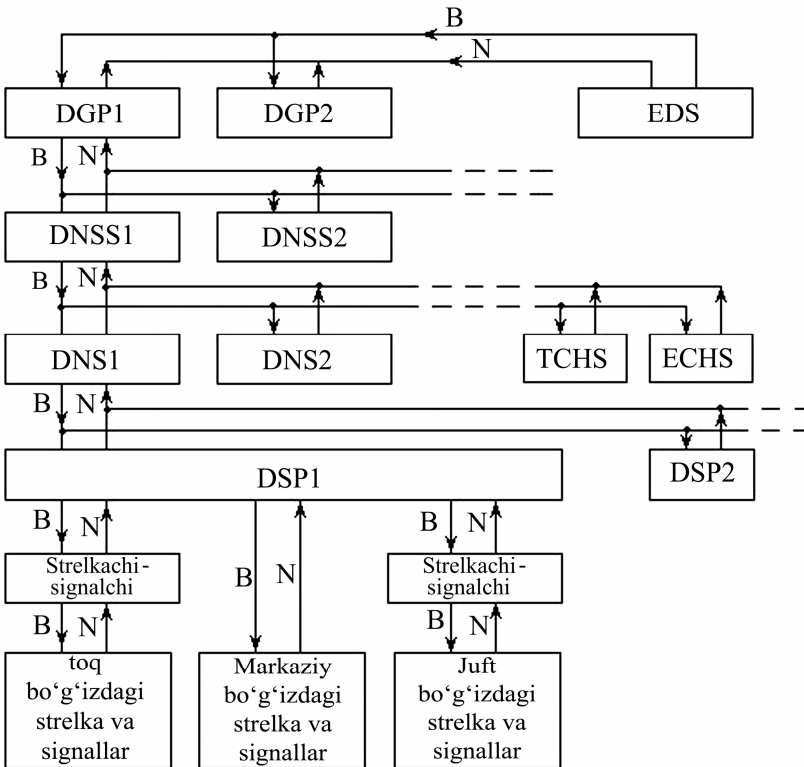 B
N
DGP1
DGP2
EDS
B
N
DNSS1
DNSS2
B
N
DNS1
DNS2
TCHS
ECHS
B
N
DSP1
DSP2
B
N
B
N
B
N
Strelkachi-
signalchi
Strelkachi-
signalchi
B
N
B
N
toq
bo‘g‘izdagi
strelka va
signallar
Markaziy
bo‘g‘izdagi
strelka va
signallar
Juft
bo‘g‘izdagi
strelka va
signallar